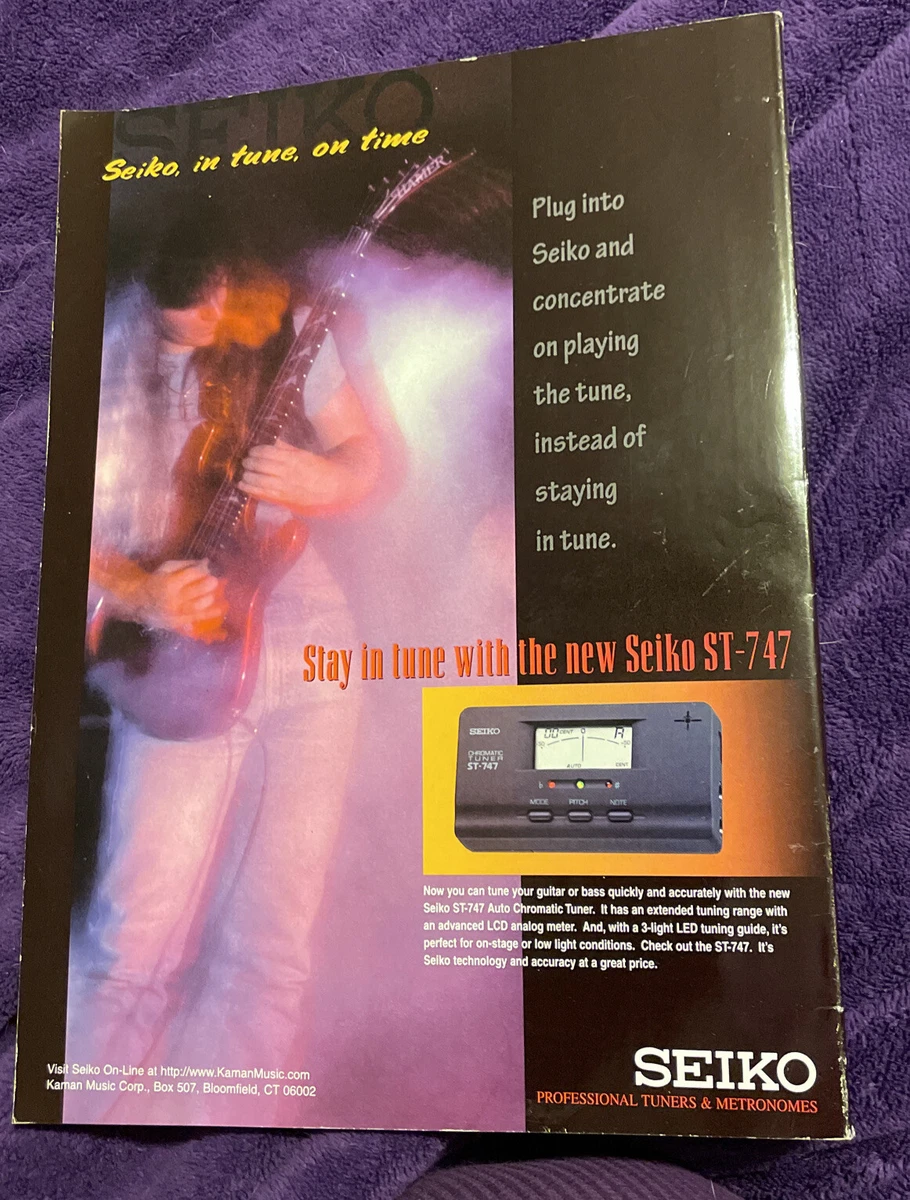 SEIKO
Seiko, in tune, on time
HAMER
Plug into
Seiko and
concentrate
on playing
the tune,
instead of
staying
in tune.
Stay in tune with the new Seiko ST-747
SEIKO
CHROMATIC
TUNER
ST-747
00 CENT 0 A
-50 +50
AUTO CENT
b #
MODE PITCH NOTE
Now you can tune your guitar or bass quickly and accurately with the new
Seiko ST-747 Auto Chromatic Tuner. It has an extended tuning range with
an advanced LCD analog meter. And, with a 3-light LED tuning guide, it's
perfect for on-stage or low light conditions. Check out the ST-747. It's
Seiko technology and accuracy at a great price.
Visit Seiko On-Line at http://www.KamanMusic.com
Kaman Music Corp., Box 507, Bloomfield, CT 06002
SEIKO
PROFESSIONAL TUNERS & METRONOMES